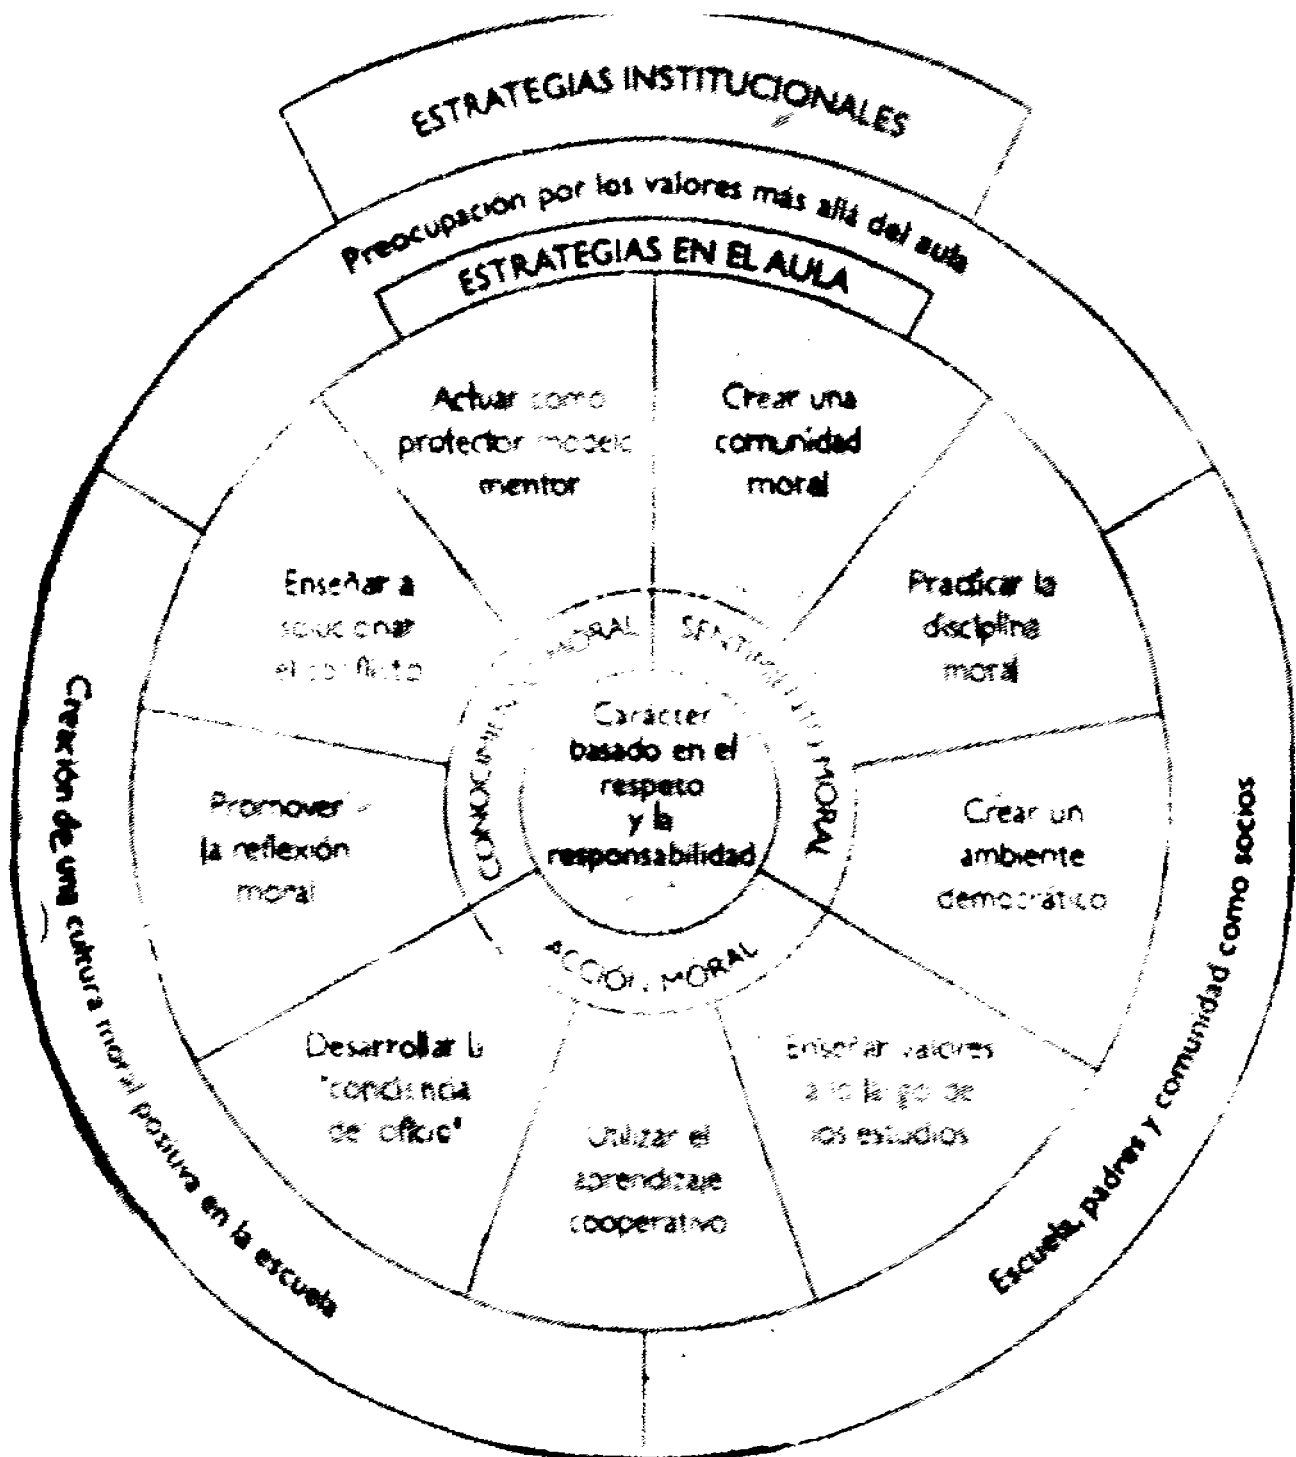 ESTRATEGIAS INSTITUCIONALES
Preocupación por los valores más allá del aula
ESTRATEGIAS EN EL AULA
Actuar como
protector modelo
mentor
Crear una
comunidad
moral
Enseñar a
solucionar
el conflicto
Practicar la
disciplina
moral
CONOCIMIENTO MORAL
SENTIMIENTO MORAL
Carácter
basado en el
respeto
y la
responsabilidad
Promover
la reflexión
moral
Crear un
ambiente
democrático
ACCIÓN MORAL
Desarrollar la
"conciencia
del oficio"
Utilizar el
aprendizaje
cooperativo
Enseñar valores
a lo largo de
los estudios
Creación de una cultura moral positiva en la escuela
Escuela, padres y comunidad como socios